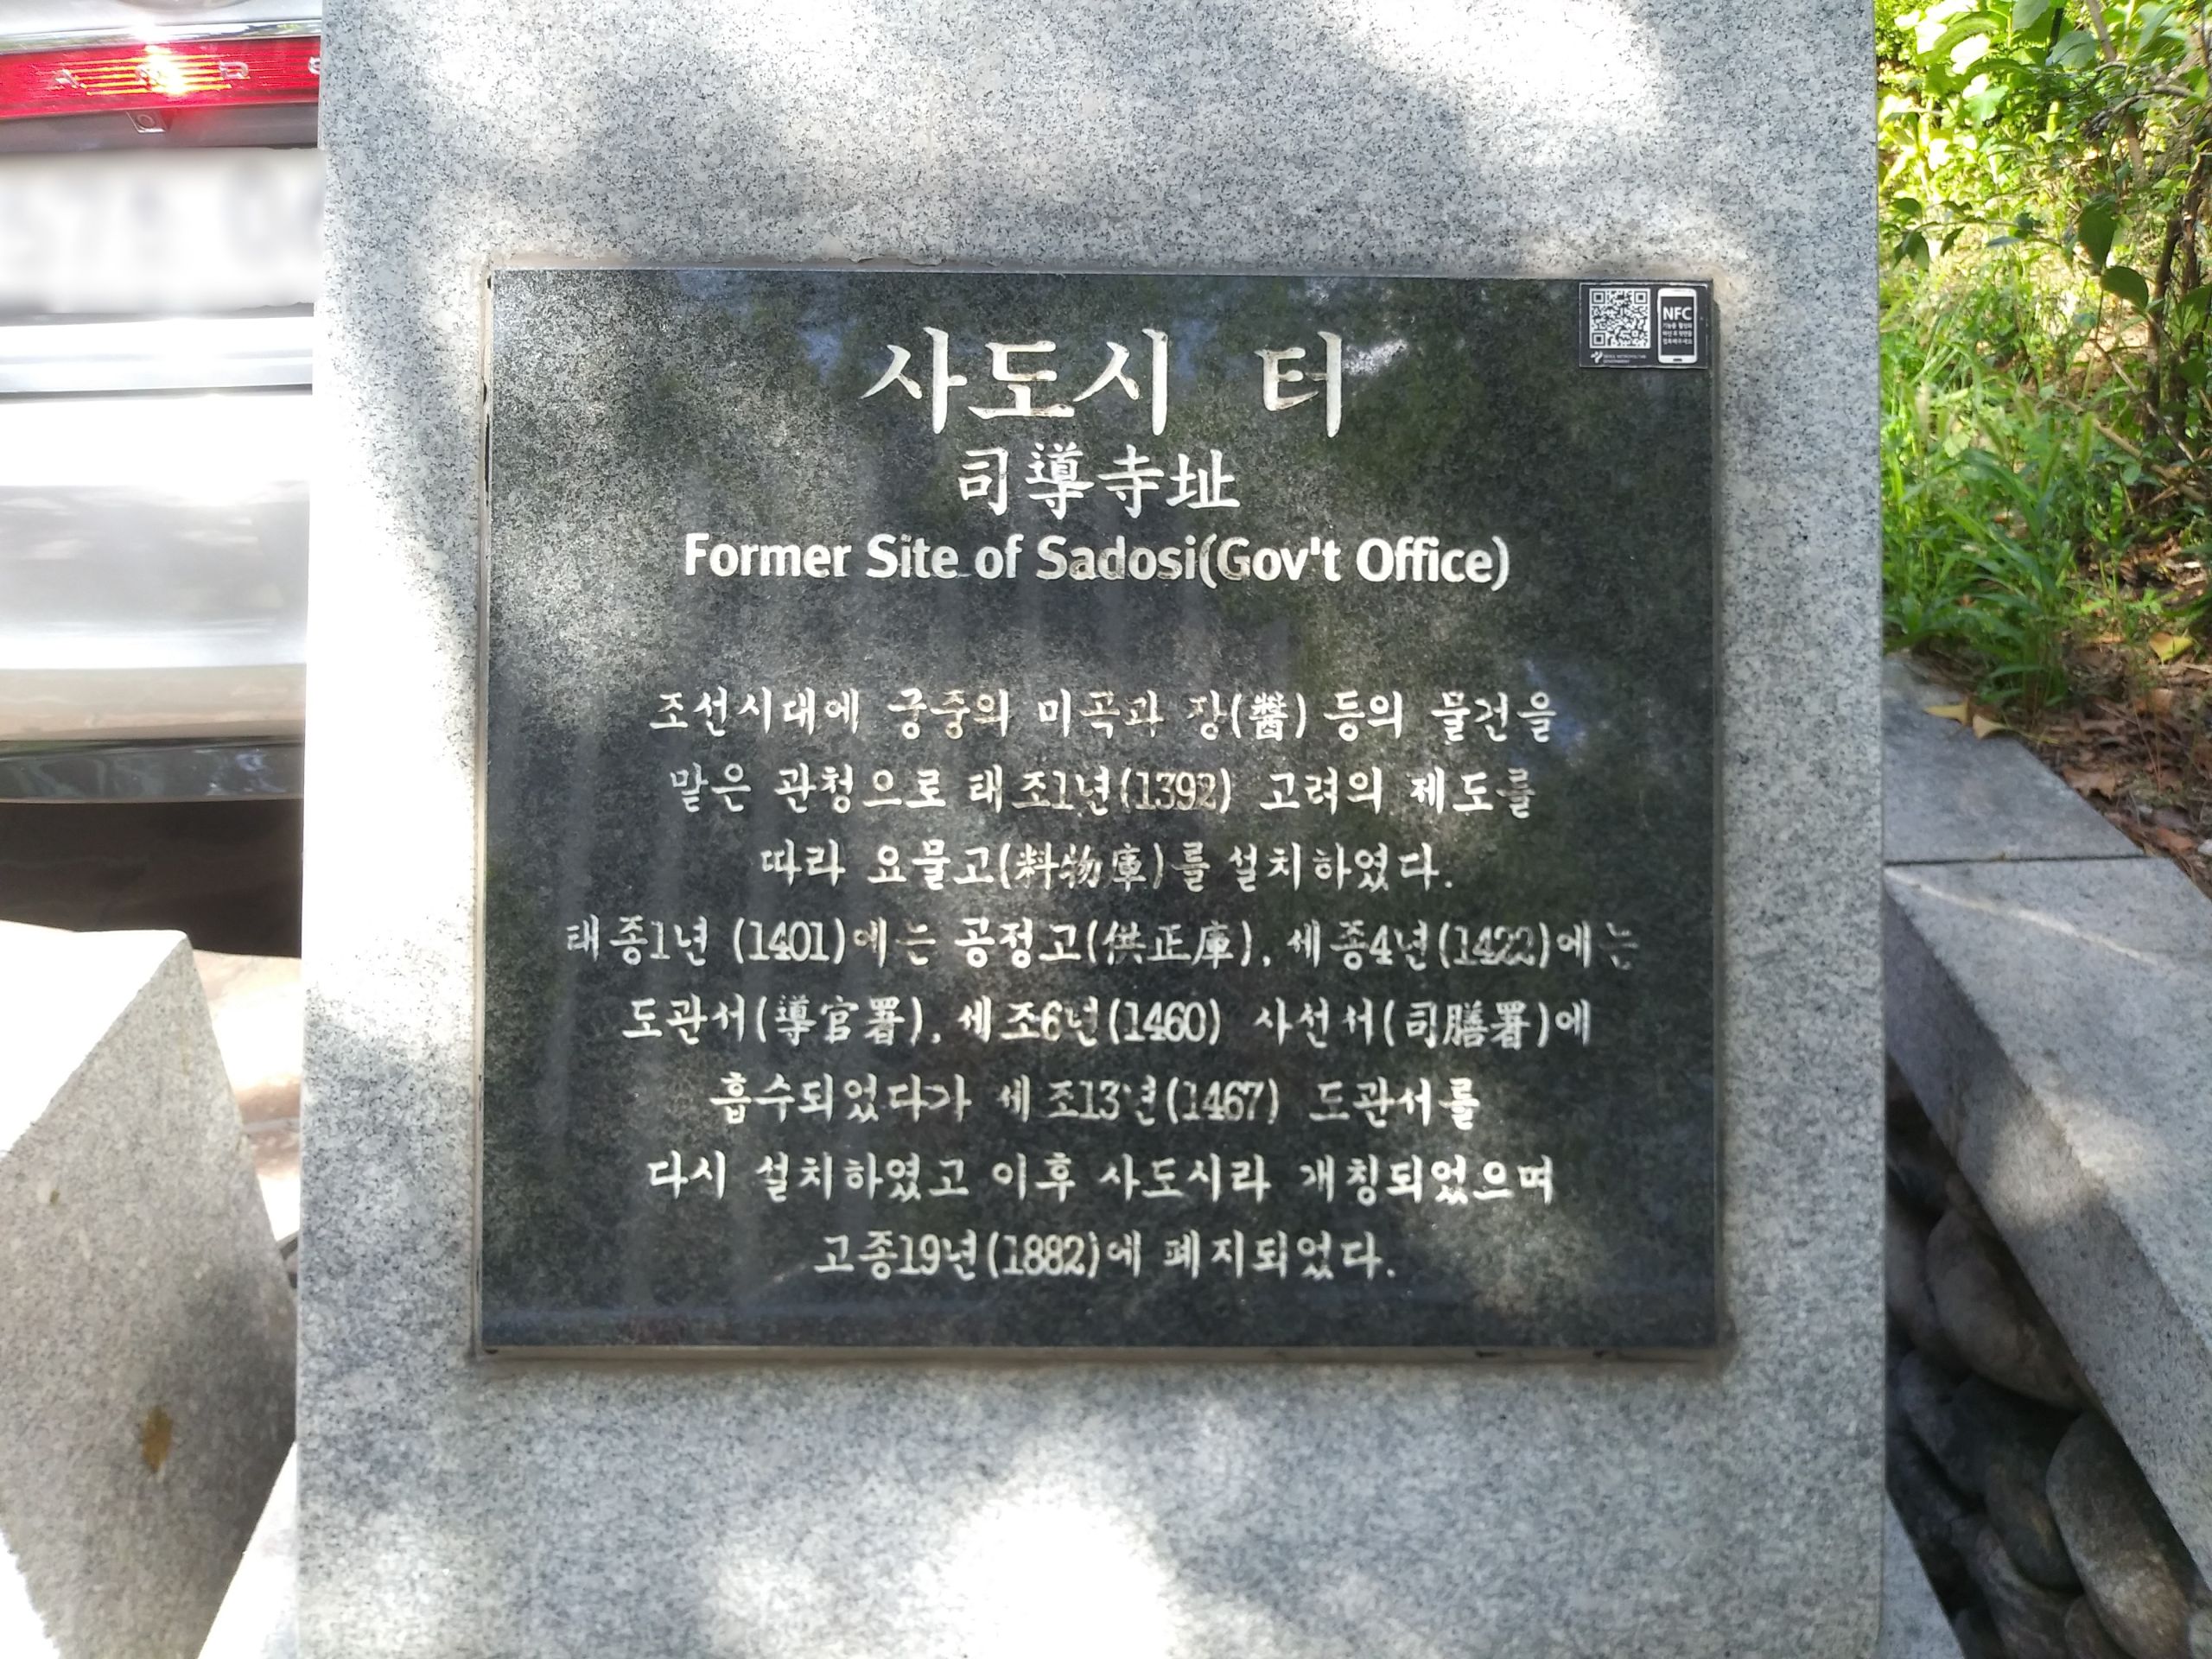 사도시 터
司導寺址
Former Site of Sadosi(Gov't Office)
조선시대에 궁중의 미곡과 장(醬) 등의 물건을
맡은 관청으로 태조1년(1392) 고려의 제도를
따라 요물고(料物庫)를 설치하였다.
태종1년 (1401)에는 공정고(供正庫), 세종4년(1422)에는
도관서(導官署), 세조6년(1460) 사선서(司膳署)에
흡수되었다가 세조13년(1467) 도관서를
다시 설치하였고 이후 사도시라 개칭되었으며
고종19년(1882)에 폐지되었다.
NFC
SEOUL METROPOLITAN
GOVERNMENT